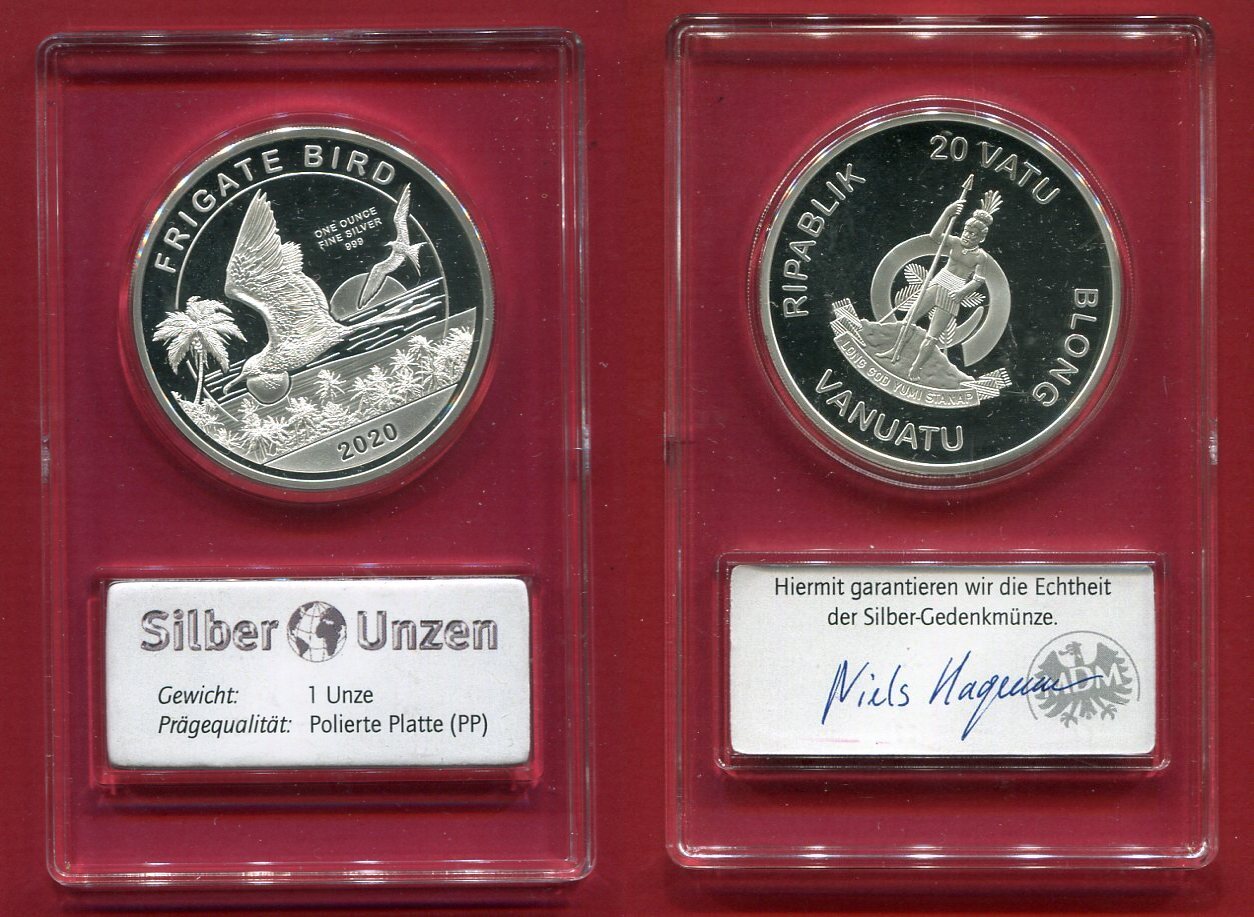 FRIGATE BIRD
ONE OUNCE
FINE SILVER
999
2020
Silber Unzen
Gewicht: 1 Unze
Prägequalität: Polierte Platte (PP)
20 VATU
RIPABLIK BLONG
VANUATU
LONG GOD YUMI STANAP
Hiermit garantieren wir die Echtheit
der Silber-Gedenkmünze.
Niels
MDM